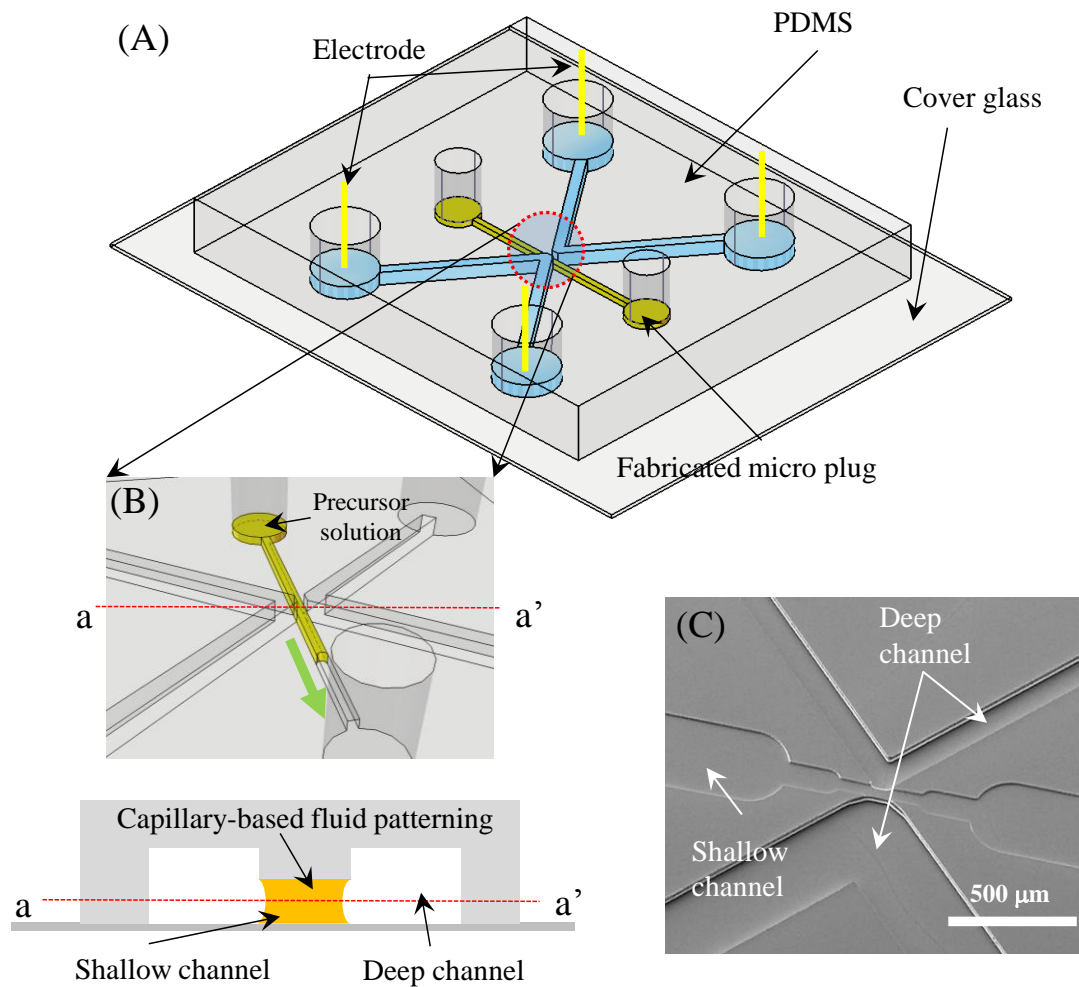 (A)
Electrode
PDMS
Cover glass
Fabricated micro plug
(B)
Precursor
solution
a
a’
(C)
Deep
channel
Shallow
channel
500 μm
Capillary-based fluid patterning
a
a’
Shallow channel
Deep channel